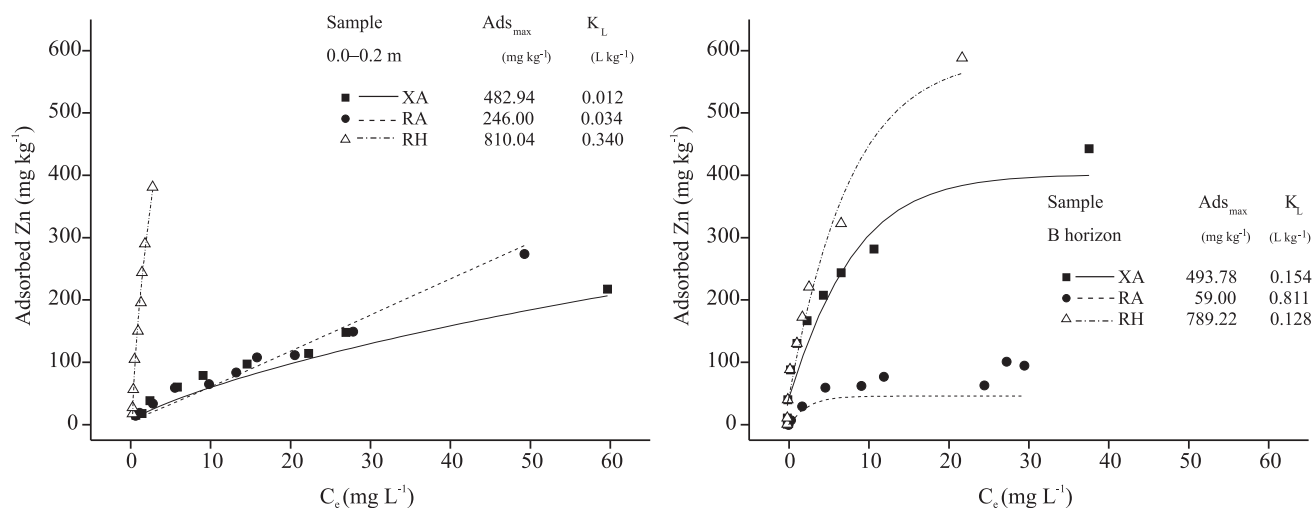 Sample Ads_max K_L
0.0–0.2 m (mg kg⁻¹) (L kg⁻¹)
XA 482.94 0.012
RA 246.00 0.034
RH 810.04 0.340
Adsorbed Zn (mg kg⁻¹)
600
500
400
300
200
100
0
0 10 20 30 40 50 60
C_e (mg L⁻¹)
Adsorbed Zn (mg kg⁻¹)
600
500
400
300
200
100
0
Sample Ads_max K_L
B horizon (mg kg⁻¹) (L kg⁻¹)
XA 493.78 0.154
RA 59.00 0.811
RH 789.22 0.128
0 10 20 30 40 50 60
C_e (mg L⁻¹)